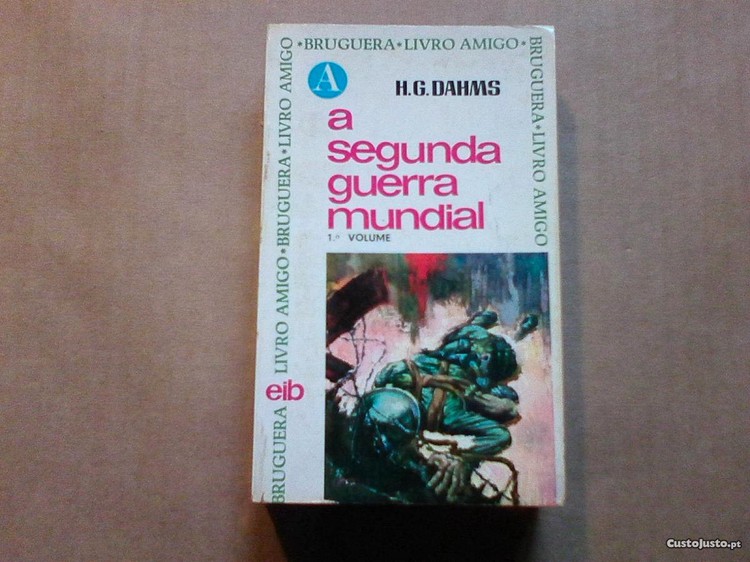 •BRUGUERA•LIVRO AMIGO•
BRUGUERA•LIVRO AMIGO
BRUGUERA•LIVRO AMIGO•BRUGUERA•LIVRO AMIGO
A
H.G.DAHMS
a
segunda
guerra
mundial
1.º VOLUME
eib
CustoJusto.pt